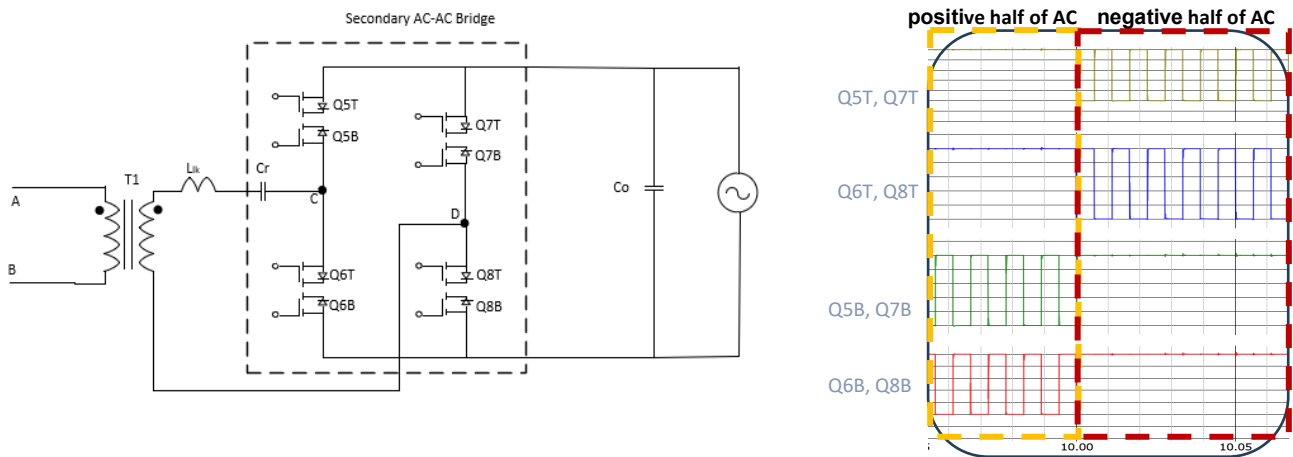 Secondary AC-AC Bridge
T1
A
B
Llk
Cr
C
D
Q5T
Q5B
Q7T
Q7B
Q6T
Q6B
Q8T
Q8B
Co
positive half of AC
negative half of AC
Q5T, Q7T
Q6T, Q8T
Q5B, Q7B
Q6B, Q8B
10.00
10.05